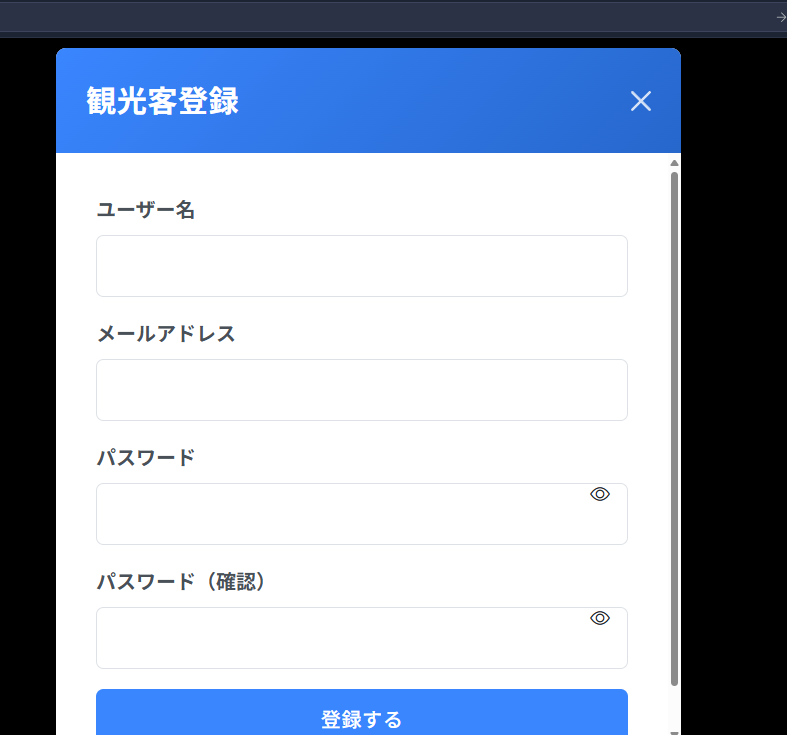 観光客登録
ユーザー名
メールアドレス
パスワード
パスワード（確認）
登録する